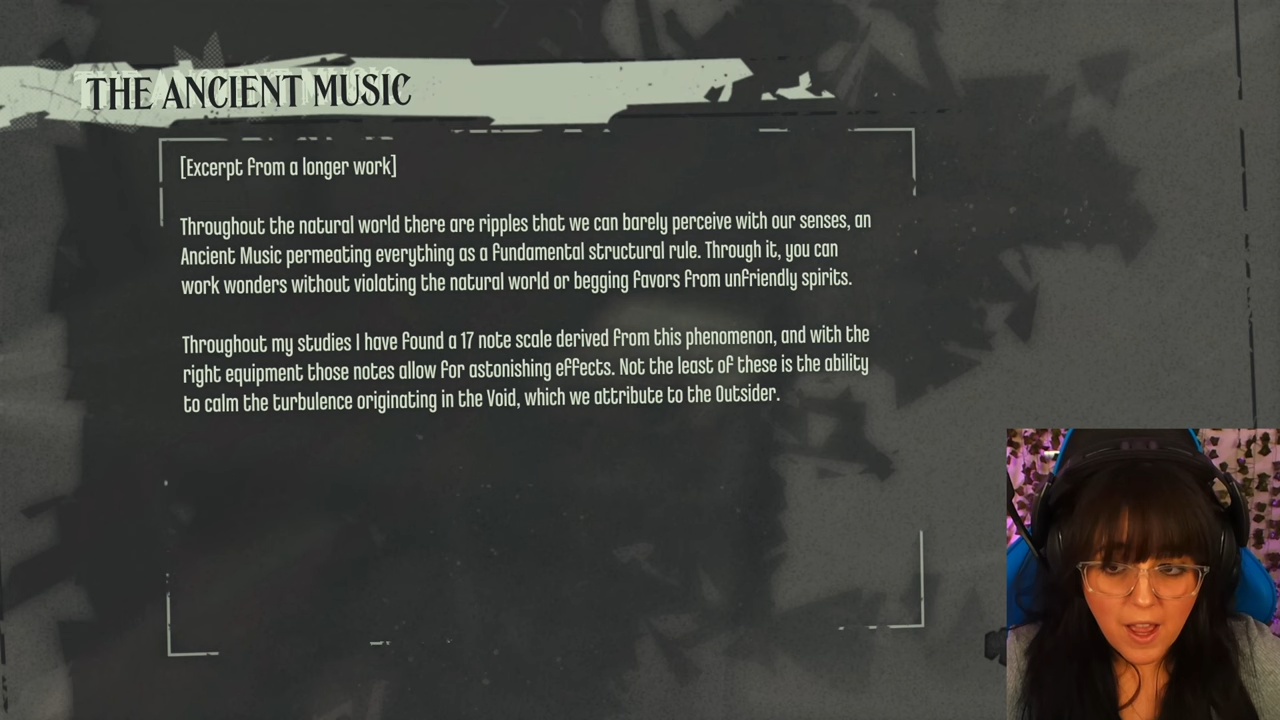 THE ANCIENT MUSIC
[Excerpt from a longer work]
Throughout the natural world there are ripples that we can barely perceive with our senses, an
Ancient Music permeating everything as a fundamental structural rule. Through it, you can
work wonders without violating the natural world or begging favors from unfriendly spirits.
Throughout my studies I have found a 17 note scale derived from this phenomenon, and with the
right equipment those notes allow for astonishing effects. Not the least of these is the ability
to calm the turbulence originating in the Void, which we attribute to the Outsider.